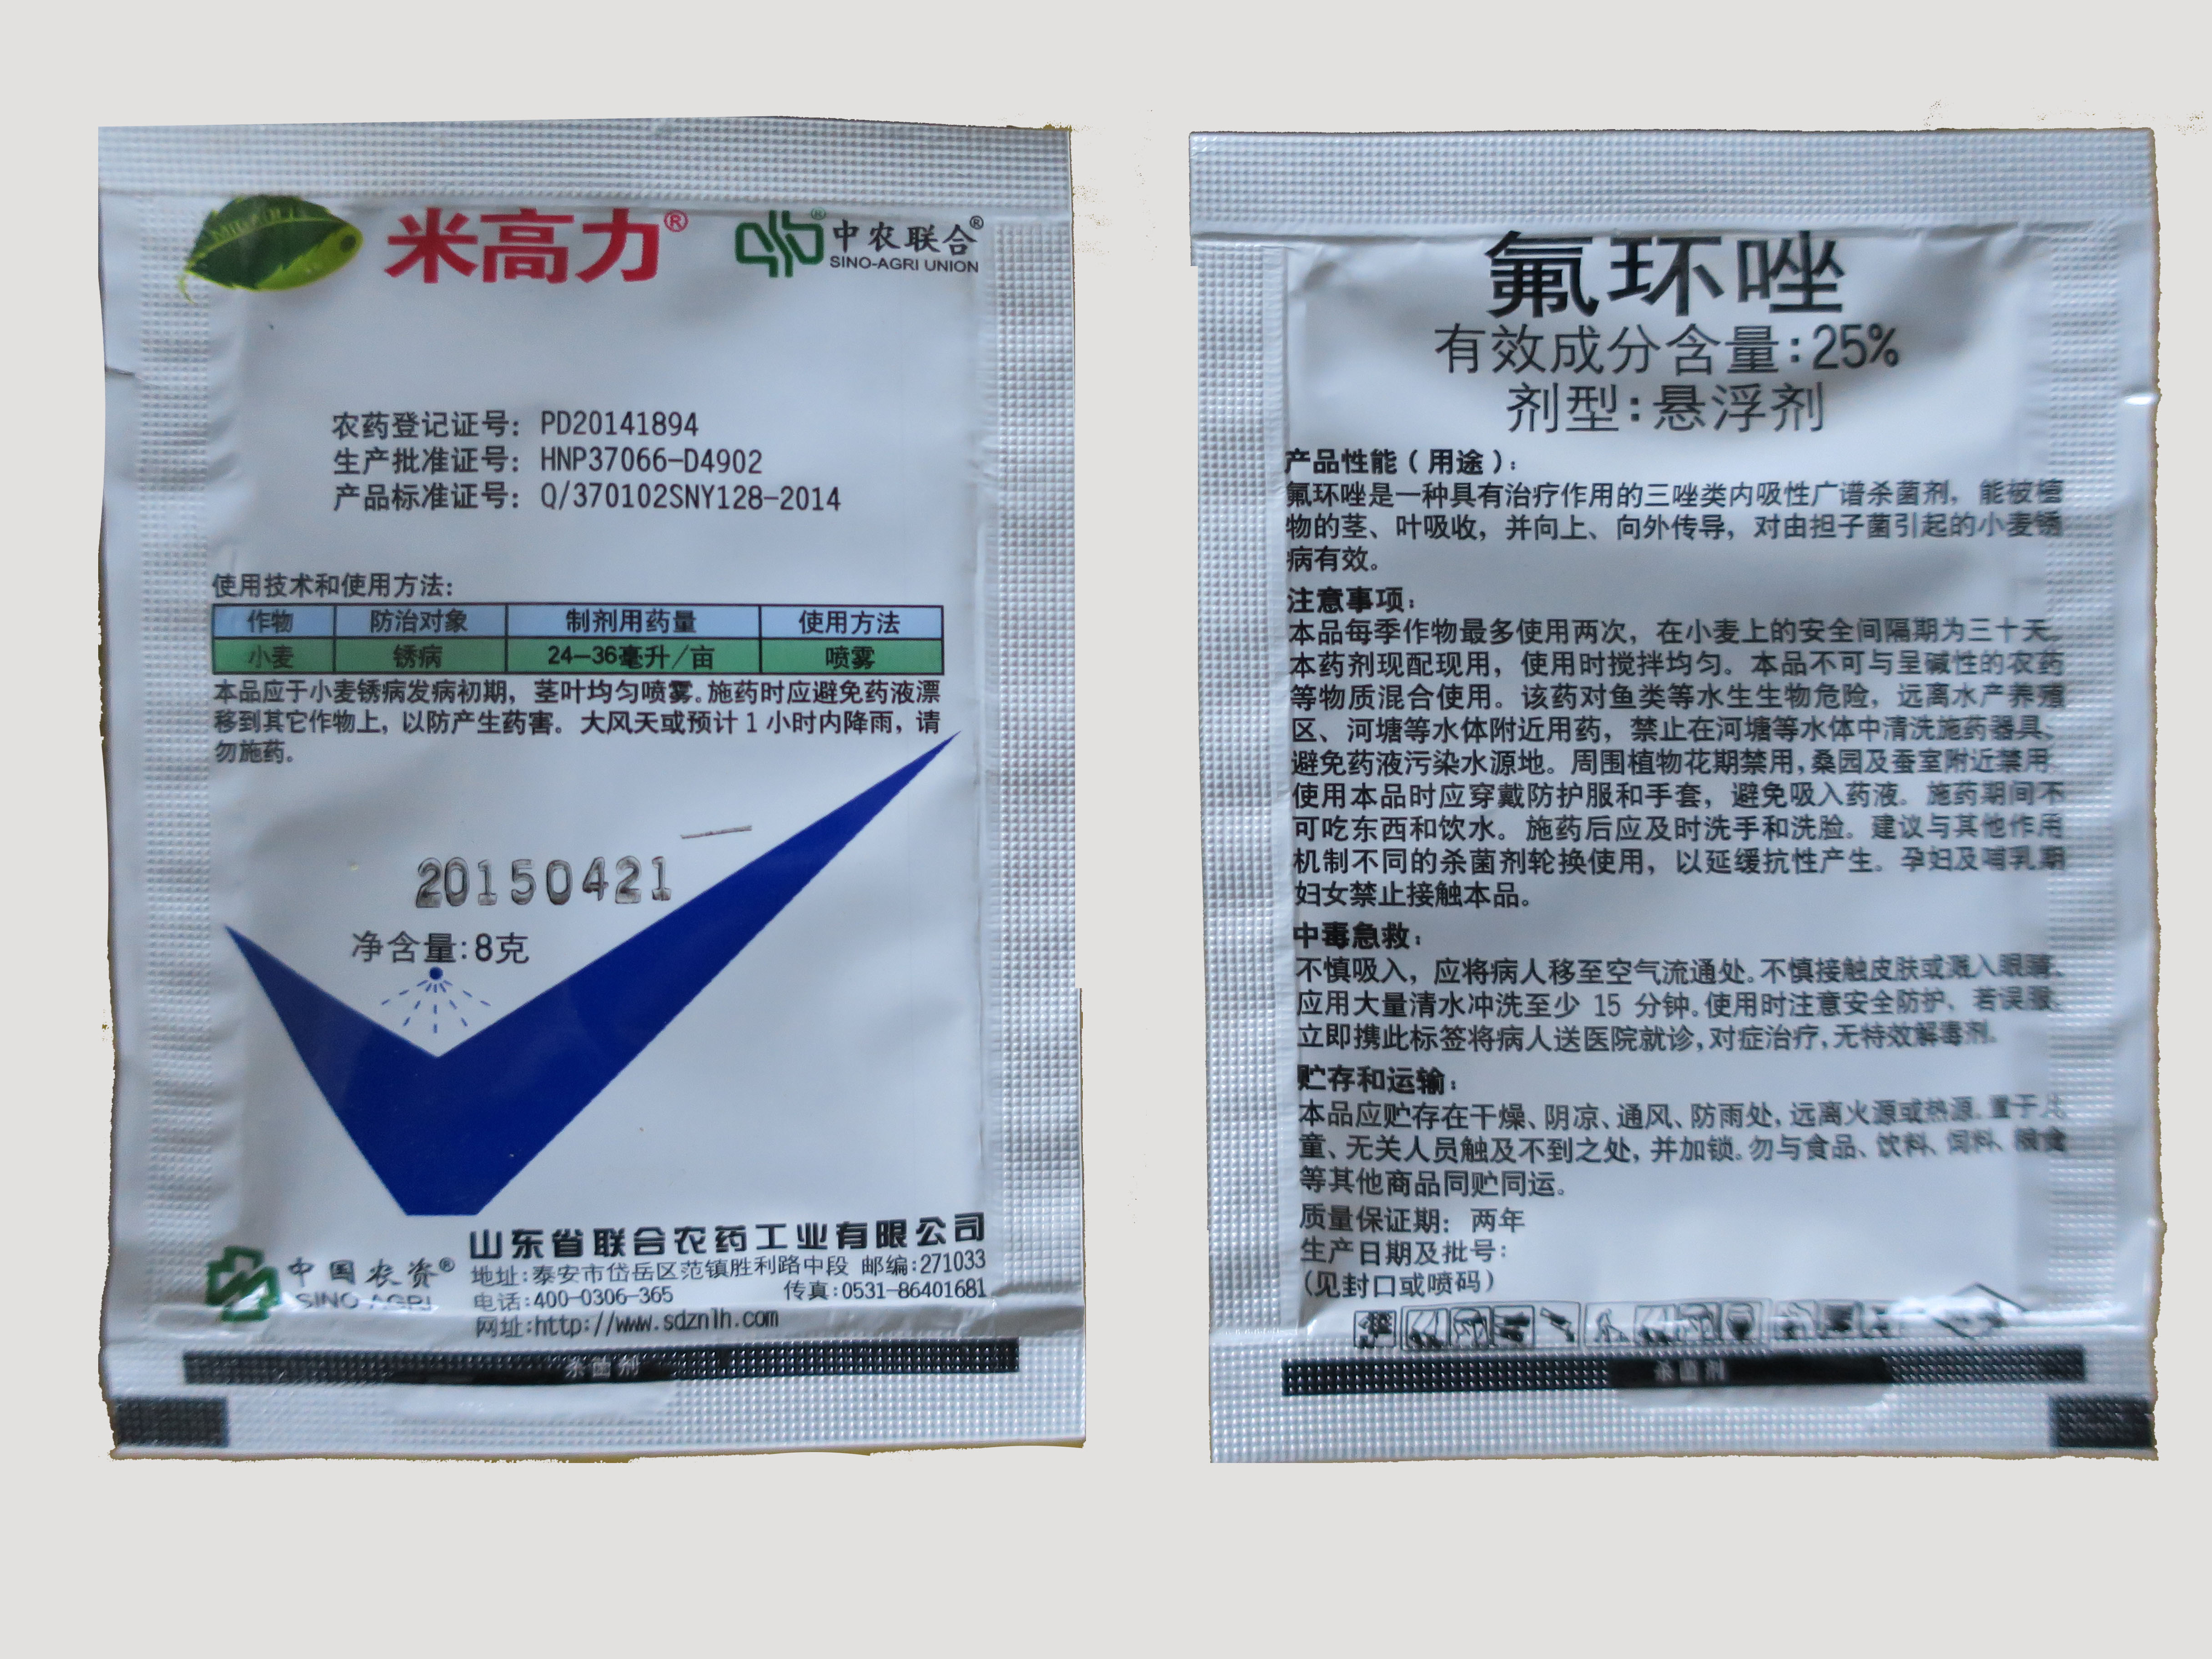 米高力®
中农联合®
SINO-AGRI UNION
农药登记证号：PD20141894
生产批准证号：HNP37066-D4902
产品标准证号：Q/370102SNY128-2014
使用技术和使用方法：
作物 防治对象 制剂用药量 使用方法
小麦 锈病 24—36毫升/亩 喷雾
本品应于小麦锈病发病初期，茎叶均匀喷雾。施药时应避免药液漂
移到其它作物上，以防产生药害。大风天或预计1小时内降雨，请
勿施药。
20150421
净含量:8克
中国农资®
SINO-AGRI
山东省联合农药工业有限公司
地址:泰安市岱岳区范镇胜利路中段 邮编:271033
电话:400-0306-365 传真:0531-86401681
网址:http://www.sdznlh.com
杀菌剂
氟环唑
有效成分含量:25%
剂型:悬浮剂
产品性能（用途）：
氟环唑是一种具有治疗作用的三唑类内吸性广谱杀菌剂，能被植
物的茎、叶吸收，并向上、向外传导，对由担子菌引起的小麦锈
病有效。
注意事项：
本品每季作物最多使用两次，在小麦上的安全间隔期为三十天。
本药剂现配现用，使用时搅拌均匀。本品不可与呈碱性的农药
等物质混合使用。该药对鱼类等水生生物危险，远离水产养殖
区、河塘等水体附近用药，禁止在河塘等水体中清洗施药器具、
避免药液污染水源地。周围植物花期禁用，桑园及蚕室附近禁用。
使用本品时应穿戴防护服和手套，避免吸入药液。施药期间不
可吃东西和饮水。施药后应及时洗手和洗脸。建议与其他作用
机制不同的杀菌剂轮换使用，以延缓抗性产生。孕妇及哺乳期
妇女禁止接触本品。
中毒急救：
不慎吸入，应将病人移至空气流通处。不慎接触皮肤或溅入眼睛、
应用大量清水冲洗至少 15 分钟。使用时注意安全防护、若误服、
立即携此标签将病人送医院就诊，对症治疗，无特效解毒剂。
贮存和运输：
本品应贮存在干燥、阴凉、通风、防雨处，远离火源或热源。置于儿
童、无关人员触及不到之处，并加锁。勿与食品、饮料、饲料、粮食
等其他商品同贮同运。
质量保证期：两年
生产日期及批号：
（见封口或喷码）
杀菌剂